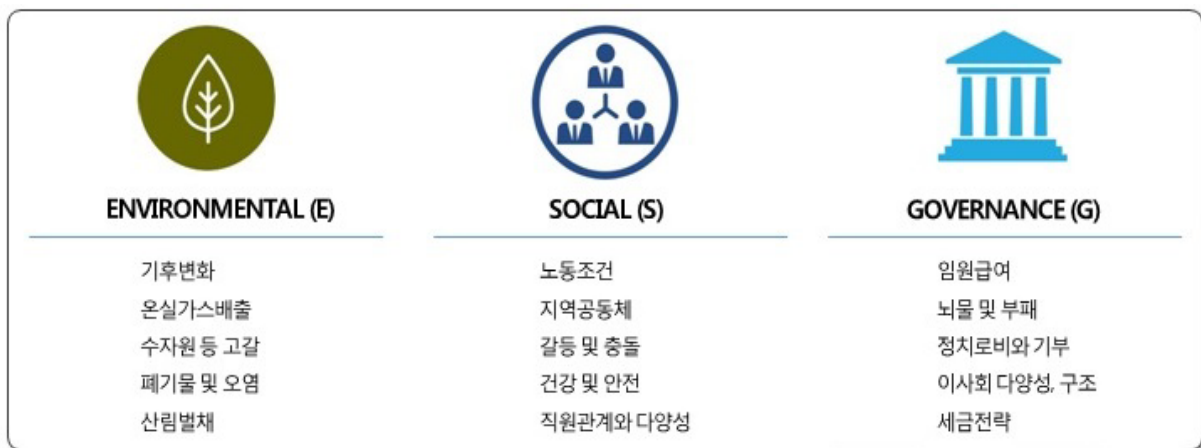 ENVIRONMENTAL (E)
기후변화
온실가스배출
수자원 등 고갈
폐기물 및 오염
산림벌채
SOCIAL (S)
노동조건
지역공동체
갈등 및 충돌
건강 및 안전
직원관계와 다양성
GOVERNANCE (G)
임원급여
뇌물 및 부패
정치로비와 기부
이사회 다양성, 구조
세금전략